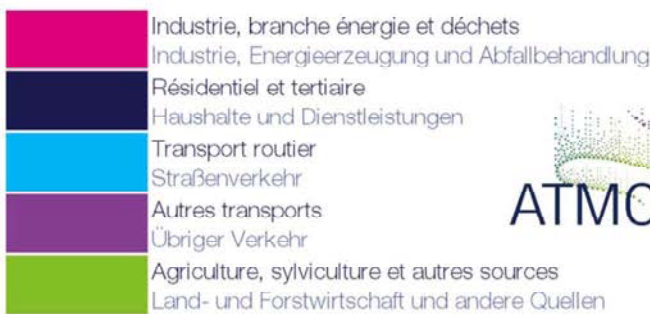 Industrie, branche énergie et déchets
Industrie, Energieerzeugung und Abfallbehandlung
Résidentiel et tertiaire
Haushalte und Dienstleistungen
Transport routier
Straßenverkehr
Autres transports
Übriger Verkehr
Agriculture, sylviculture et autres sources
Land- und Forstwirtschaft und andere Quellen